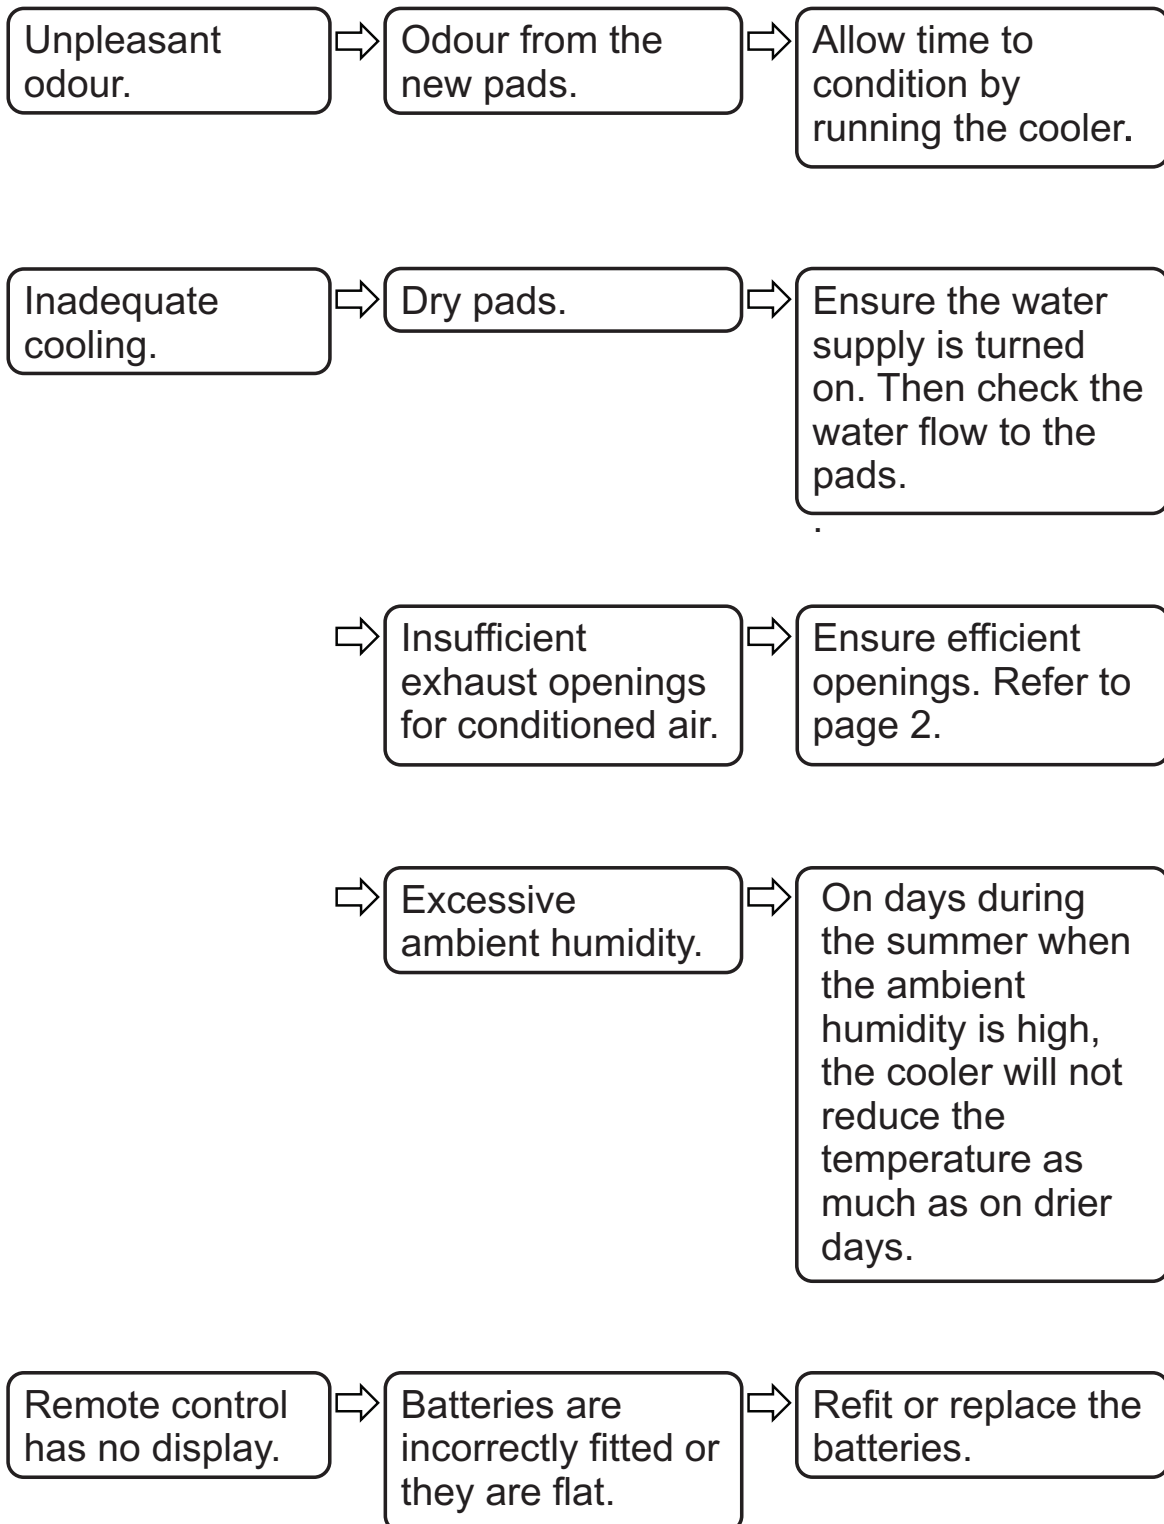 Unpleasant
odour.
Odour from the
new pads.
Allow time to
condition by
running the cooler.
Inadequate
cooling.
Dry pads.
Ensure the water
supply is turned
on. Then check the
water flow to the
pads.
.
Insufficient
exhaust openings
for conditioned air.
Ensure efficient
openings. Refer to
page 2.
Excessive
ambient humidity.
On days during
the summer when
the ambient
humidity is high,
the cooler will not
reduce the
temperature as
much as on drier
days.
Remote control
has no display.
Batteries are
incorrectly fitted or
they are flat.
Refit or replace the
batteries.